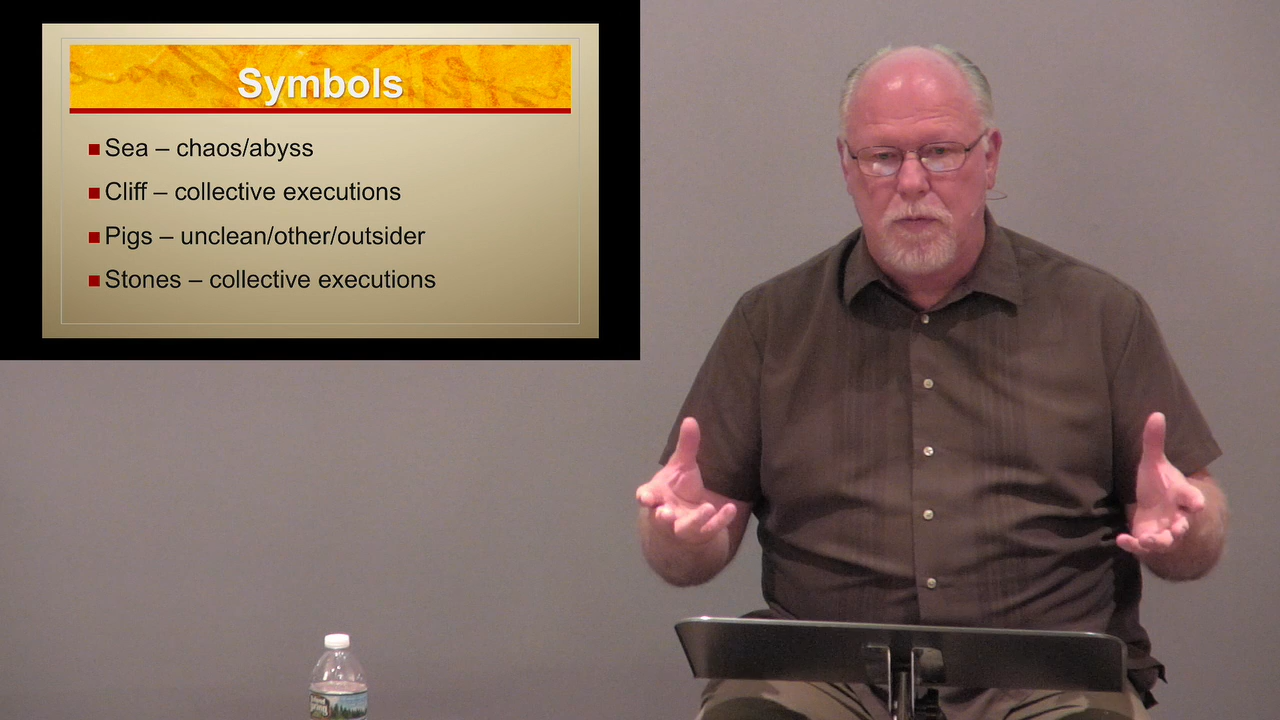 Symbols
Sea – chaos/abyss
Cliff – collective executions
Pigs – unclean/other/outsider
Stones – collective executions